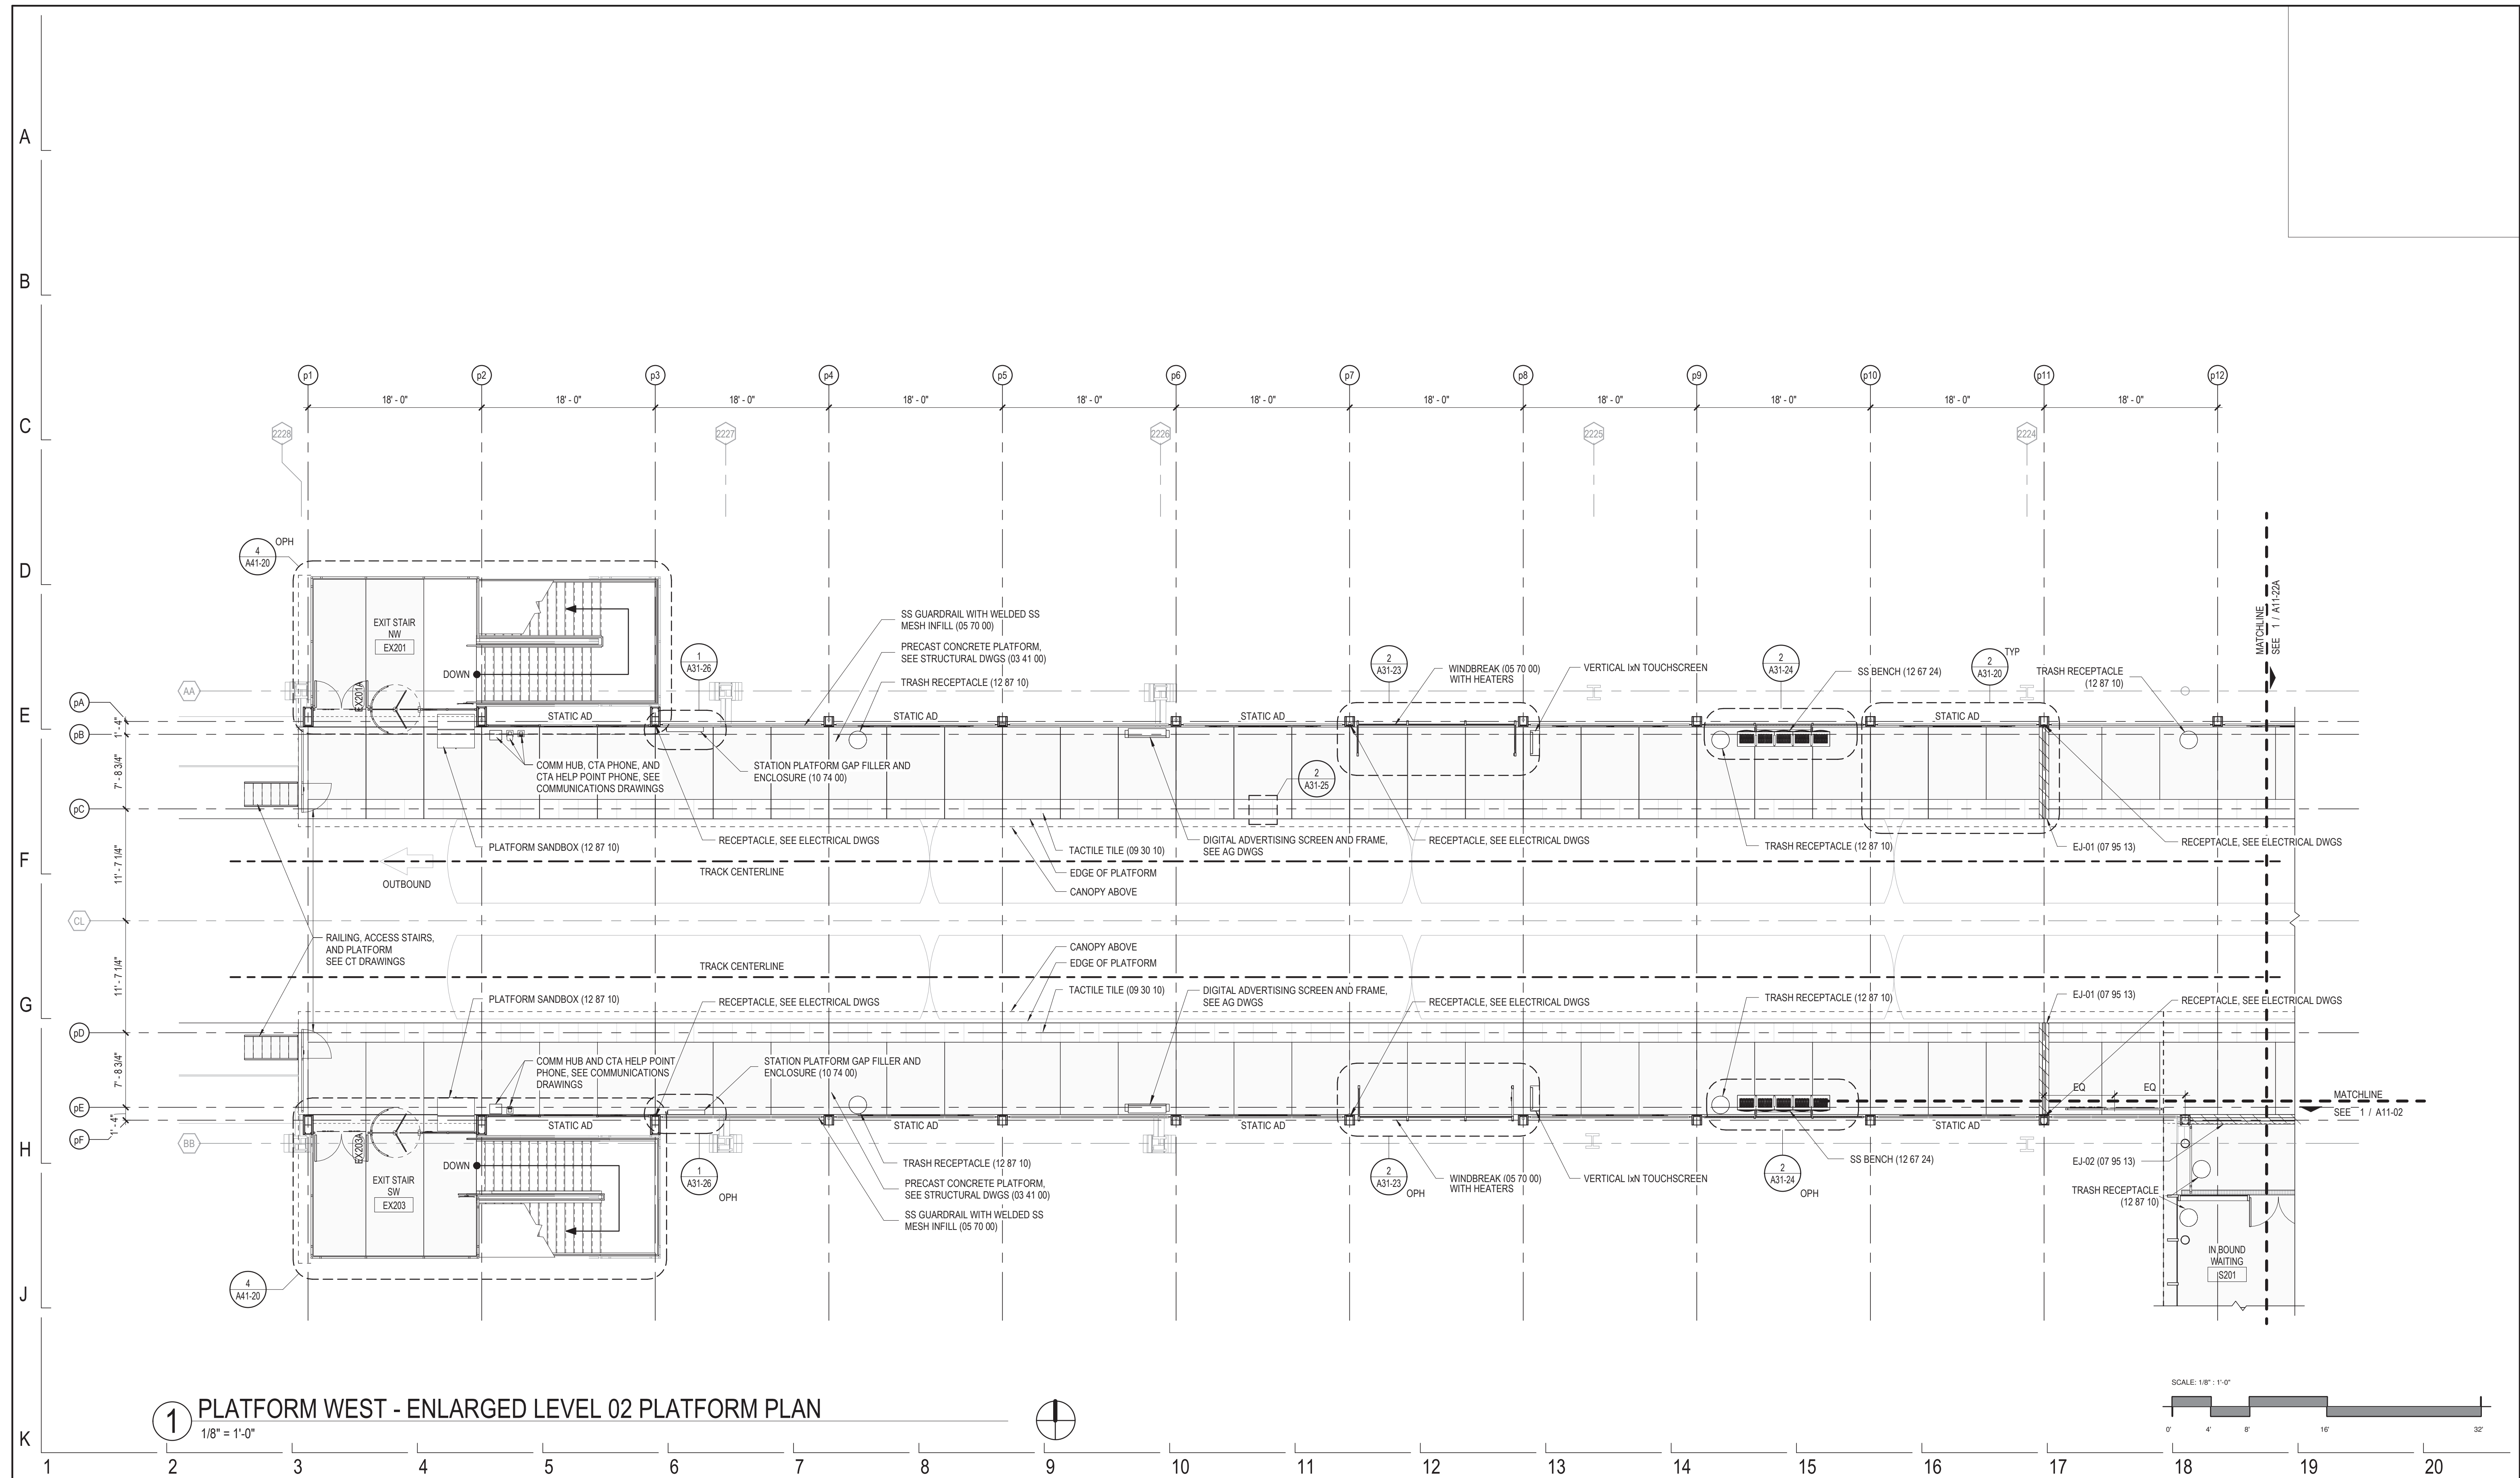 A
B
C
D
E
F
G
H
J
K
p1
p2
p3
p4
p5
p6
p7
p8
p9
p10
p11
p12
18' - 0"
18' - 0"
18' - 0"
18' - 0"
18' - 0"
18' - 0"
18' - 0"
18' - 0"
18' - 0"
18' - 0"
18' - 0"
2228
2227
2226
2225
2224
4
A41-20
OPH
EXIT STAIR
NW
EX201
EX201A
DOWN
STATIC AD
1
A31-26
SS GUARDRAIL WITH WELDED SS
MESH INFILL (05 70 00)
PRECAST CONCRETE PLATFORM,
SEE STRUCTURAL DWGS (03 41 00)
TRASH RECEPTACLE (12 87 10)
STATIC AD
STATIC AD
2
A31-23
WINDBREAK (05 70 00)
WITH HEATERS
VERTICAL IxN TOUCHSCREEN
2
A31-24
SS BENCH (12 67 24)
2
A31-20
TYP
STATIC AD
TRASH RECEPTACLE
(12 87 10)
MATCHLINE
SEE 1 / A11-22A
AA
pA
pB
pC
1' - 4"
7' - 8 3/4"
11' - 7 1/4"
CL
11' - 7 1/4"
7' - 8 3/4"
1' - 4"
pD
pE
pF
BB
COMM HUB, CTA PHONE, AND
CTA HELP POINT PHONE, SEE
COMMUNICATIONS DRAWINGS
STATION PLATFORM GAP FILLER AND
ENCLOSURE (10 74 00)
2
A31-25
PLATFORM SANDBOX (12 87 10)
RECEPTACLE, SEE ELECTRICAL DWGS
TACTILE TILE (09 30 10)
EDGE OF PLATFORM
CANOPY ABOVE
DIGITAL ADVERTISING SCREEN AND FRAME,
SEE AG DWGS
RECEPTACLE, SEE ELECTRICAL DWGS
TRASH RECEPTACLE (12 87 10)
EJ-01 (07 95 13)
RECEPTACLE, SEE ELECTRICAL DWGS
OUTBOUND
TRACK CENTERLINE
RAILING, ACCESS STAIRS,
AND PLATFORM
SEE CT DRAWINGS
TRACK CENTERLINE
CANOPY ABOVE
EDGE OF PLATFORM
TACTILE TILE (09 30 10)
PLATFORM SANDBOX (12 87 10)
RECEPTACLE, SEE ELECTRICAL DWGS
DIGITAL ADVERTISING SCREEN AND FRAME,
SEE AG DWGS
RECEPTACLE, SEE ELECTRICAL DWGS
TRASH RECEPTACLE (12 87 10)
EJ-01 (07 95 13)
RECEPTACLE, SEE ELECTRICAL DWGS
COMM HUB AND CTA HELP POINT
PHONE, SEE COMMUNICATIONS
DRAWINGS
STATION PLATFORM GAP FILLER AND
ENCLOSURE (10 74 00)
EQ
EQ
MATCHLINE
SEE 1 / A11-02
STATIC AD
STATIC AD
STATIC AD
STATIC AD
EX203A
DOWN
EXIT STAIR
SW
EX203
1
A31-26
OPH
TRASH RECEPTACLE (12 87 10)
PRECAST CONCRETE PLATFORM,
SEE STRUCTURAL DWGS (03 41 00)
SS GUARDRAIL WITH WELDED SS
MESH INFILL (05 70 00)
2
A31-23
OPH
WINDBREAK (05 70 00)
WITH HEATERS
VERTICAL IxN TOUCHSCREEN
2
A31-24
OPH
SS BENCH (12 67 24)
EJ-02 (07 95 13)
TRASH RECEPTACLE
(12 87 10)
IN BOUND
WAITING
S201
4
A41-20
1
PLATFORM WEST - ENLARGED LEVEL 02 PLATFORM PLAN
1/8" = 1'-0"
SCALE: 1/8" : 1'-0"
0'
4'
8'
16'
32'
1
2
3
4
5
6
7
8
9
10
11
12
13
14
15
16
17
18
19
20